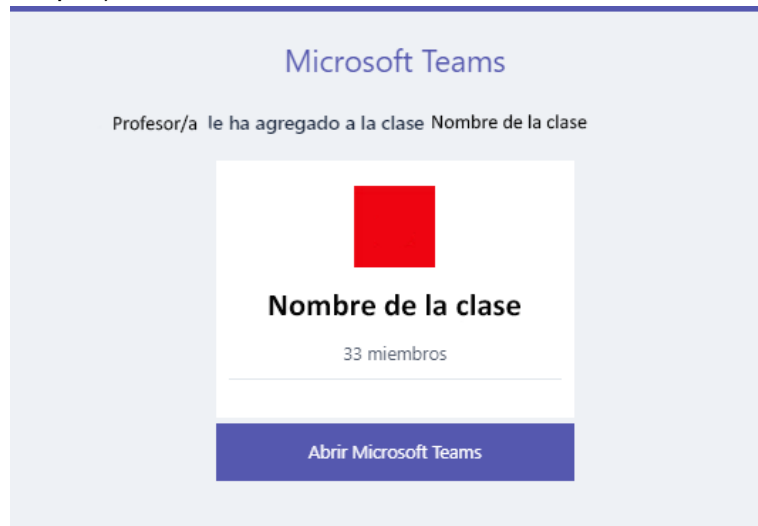 Microsoft Teams
Profesor/a le ha agregado a la clase Nombre de la clase
Nombre de la clase
33 miembros
Abrir Microsoft Teams